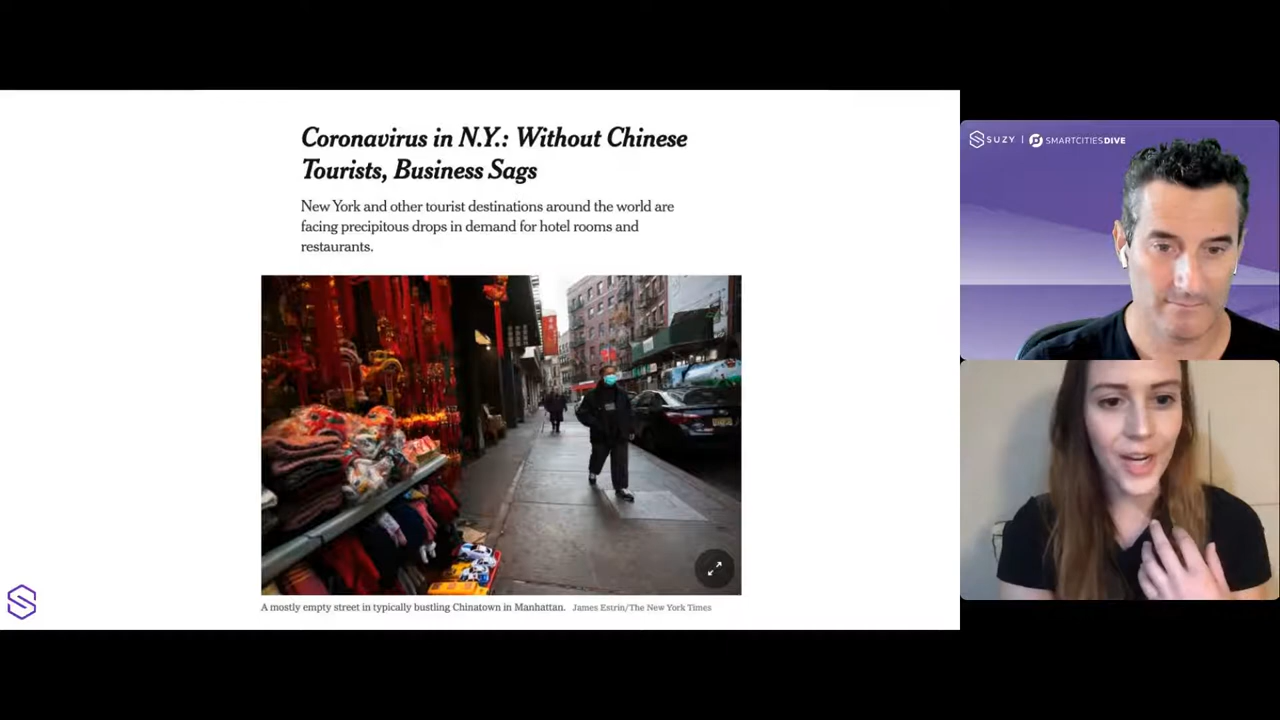 Coronavirus in N.Y.: Without Chinese
Tourists, Business Sags
New York and other tourist destinations around the world are
facing precipitous drops in demand for hotel rooms and
restaurants.
A mostly empty street in typically bustling Chinatown in Manhattan. James Estrin/The New York Times
SUZY | SMARTCITIESDIVE